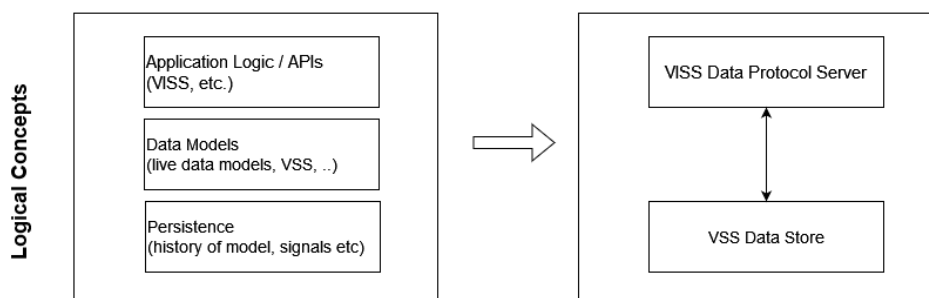 Logical Concepts
Application Logic / APIs
(VISS, etc.)
Data Models
(live data models, VSS, ..)
Persistence
(history of model, signals etc)
VISS Data Protocol Server
VSS Data Store